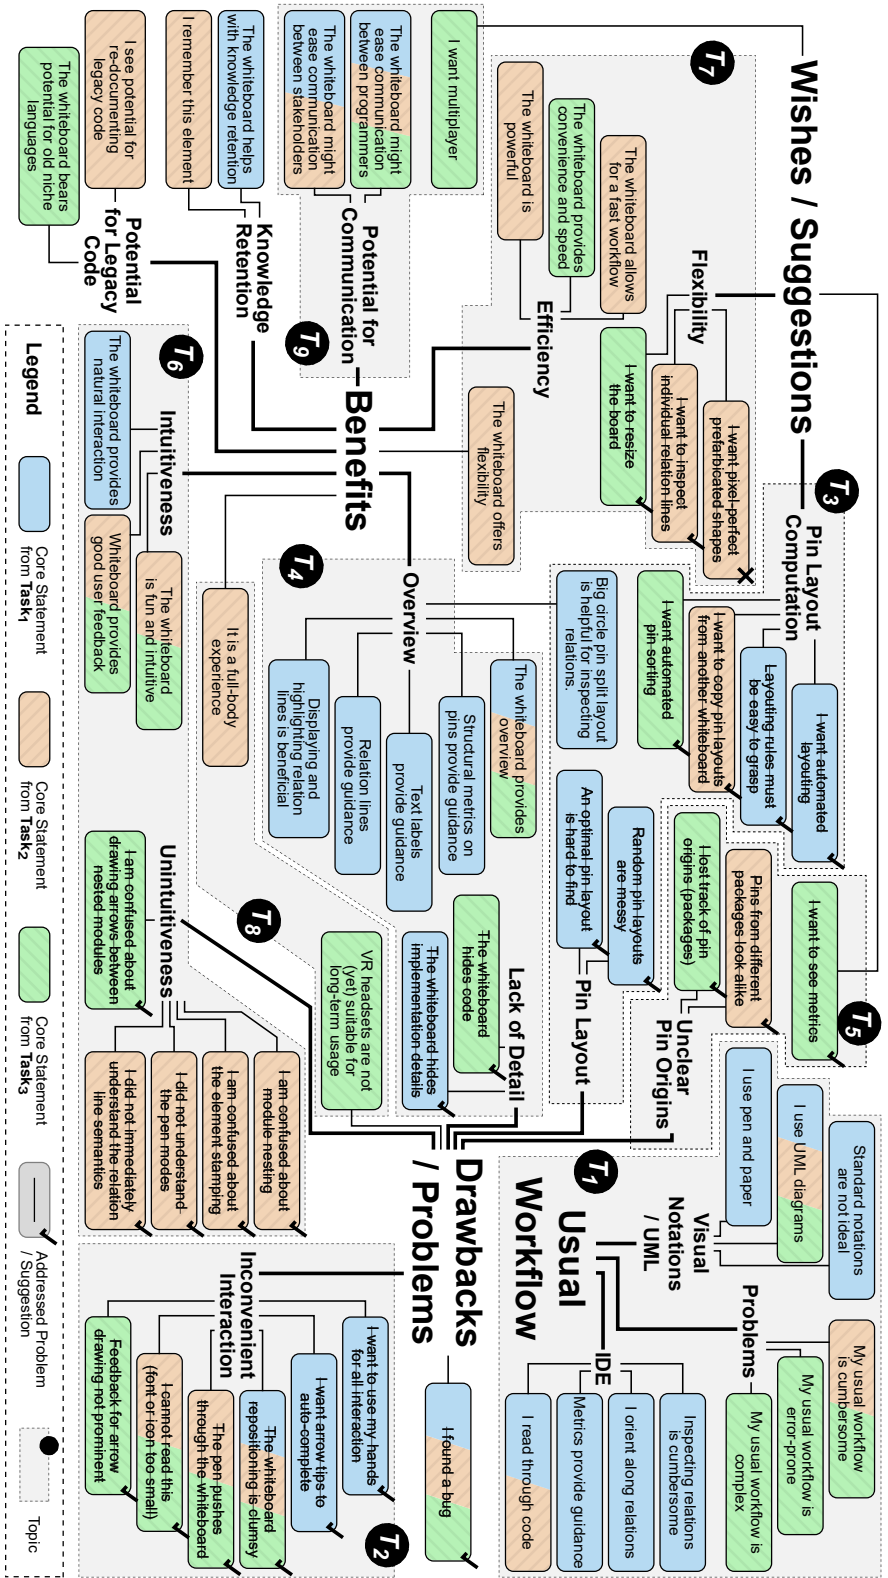 Wishes / Suggestions
I want multiplayer
T7
Flexibility
I want pixel-perfect
prefarbicated shapes
I want to inspect
individual relation lines
I want to resize
the board
T3
Pin Layout
Computation
I want automated
layouting
Layouting rules must
be easy to grasp
I want to copy pin layouts
from another whiteboard
I want automated
pin sorting
I want to see metrics
T5
Benefits
Efficiency
The whiteboard allows
for a fast workflow
The whiteboard provides
convenience and speed
The whiteboard is
powerful
The whiteboard offers
flexibility
Potential for
Communication
T9
The whiteboard might
ease communication
between programmers
The whiteboard might
ease communication
between stakeholders
Knowledge
Retention
The whiteboard helps
with knowledge retention
I remember this element
Potential
for Legacy
Code
I see potential for
re-documenting
legacy code
The whiteboard bears
potential for old niche
languages
T6
Intuitiveness
The whiteboard provides
natural interaction
The whiteboard
is fun and intuitive
Whiteboard provides
good user feedback
T4
Overview
Big circle pin split layout
is helpful for inspecting
relations.
The whiteboard provides
overview
Structural metrics on
pins provide guidance
Text labels
provide guidance
Relation lines
provide guidance
Displaying and
highlighting relation
lines is beneficial
It is a full-body
experience
Drawbacks
/ Problems
Unclear
Pin Origins
Pins from different
packages look alike
I lost track of pin
origins (packages)
Pin Layout
Random pin layouts
are messy
An optimal pin layout
is hard to find
Lack of Detail
The whiteboard
hides code
The whiteboard hides
implementation details
VR headsets are not
(yet) suitable for
long-term usage
T8
Unintuitiveness
I am confused about
drawing arrows between
nested modules
I am confused about
module nesting
I am confused about
the element stamping
I did not understand
the pen modes
I did not immediately
understand the relation
line semantics
I found a bug
T2
Inconvenient
Interaction
I want to use my hands
for all interaction
I want arrow tips to
auto-complete
The whiteboard
repositioning is clumsy
The pen pushes
through the whiteboard
I cannot read this
(font or icon too small)
Feedback for arrow
drawing not prominent
T1
Usual
Workflow
Visual
Notations
/ UML
Standard notations
are not ideal
I use UML diagrams
I use pen and paper
Problems
My usual workflow
is cumbersome
My usual workflow is
error-prone
My usual workflow is
complex
IDE
Inspecting relations
is cumbersome
I orient along relations
Metrics provide guidance
I read through code
Legend
Core Statement
from Task1
Core Statement
from Task2
Core Statement
from Task3
Addressed Problem
/ Suggestion
Topic